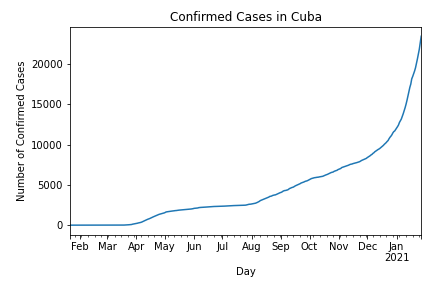 Confirmed Cases in Cuba
Number of Confirmed Cases
20000
15000
10000
5000
0
Feb Mar Apr May Jun Jul Aug Sep Oct Nov Dec Jan
2021
Day